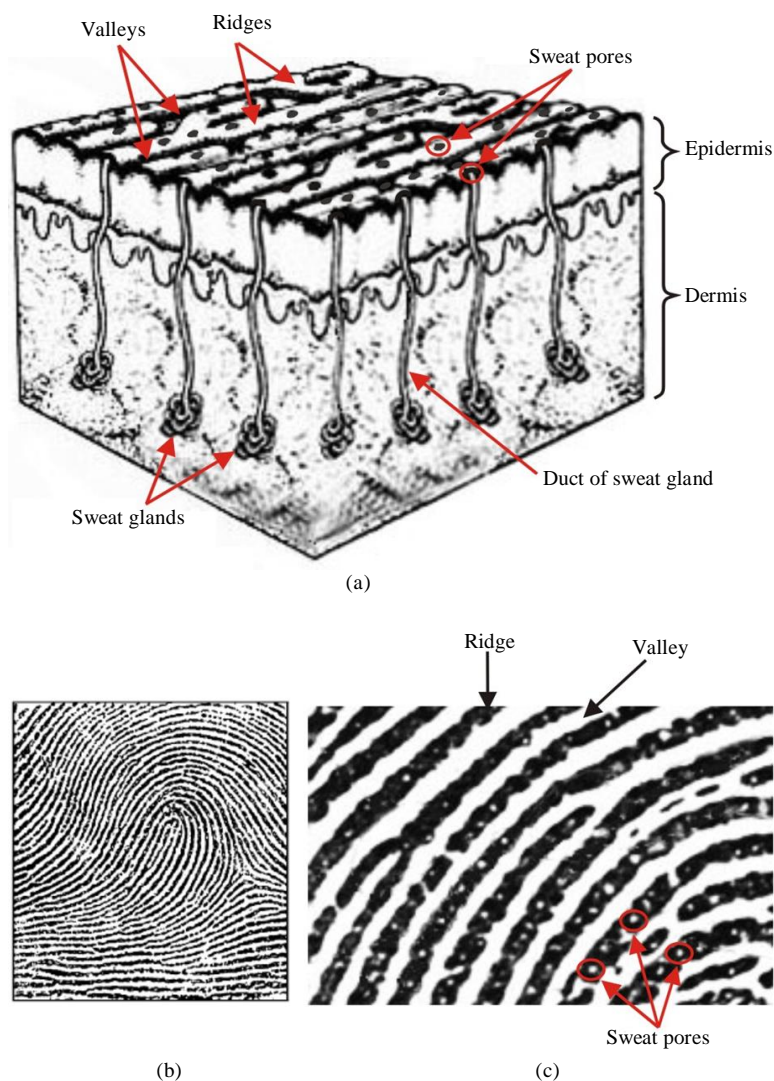 Valleys
Ridges
Sweat pores
Epidermis
Dermis
Duct of sweat gland
Sweat glands
(a)
Ridge
Valley
Sweat pores
(b)
(c)